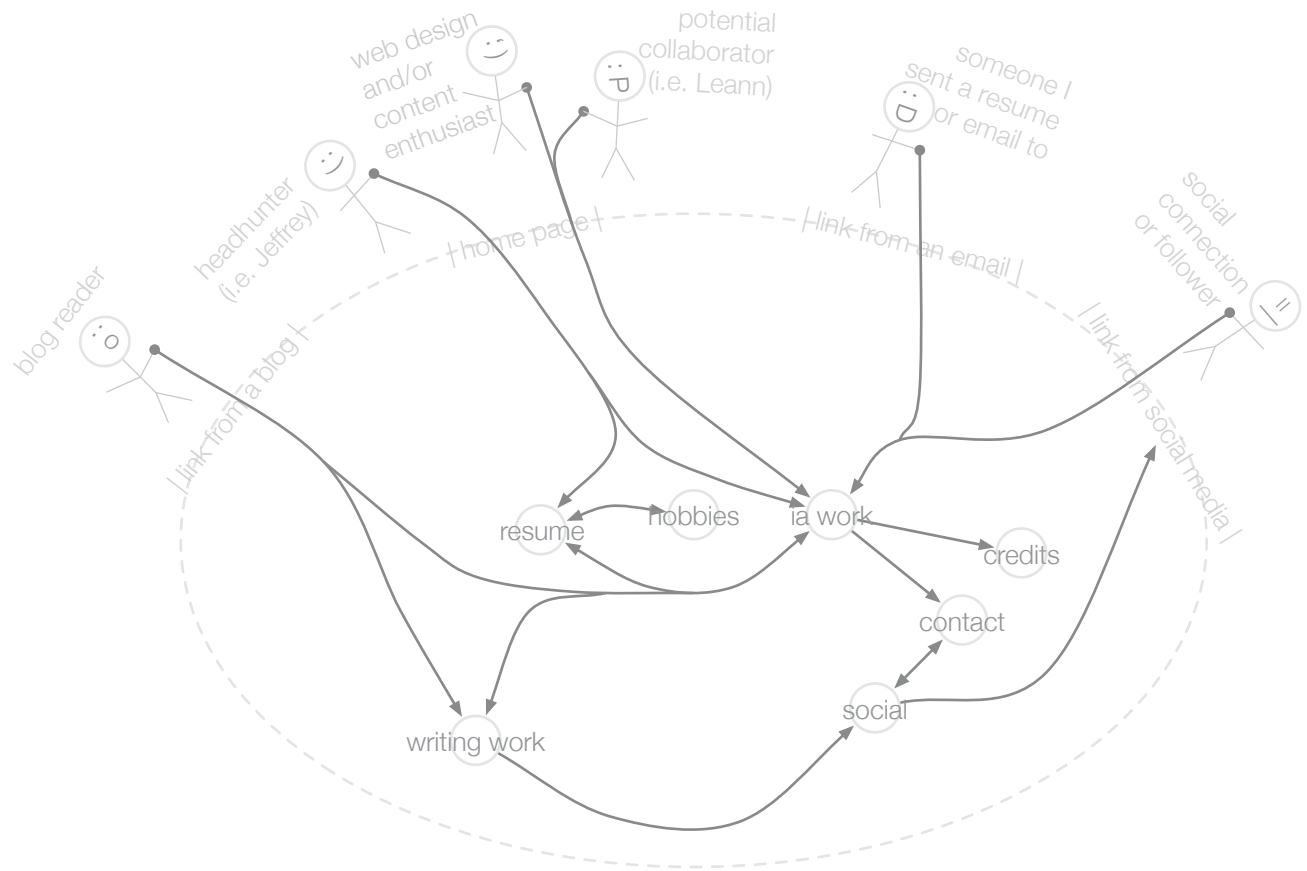 web design
and/or
content
enthusiast
potential
collaborator
(i.e. Leann)
someone I
sent a resume
or email to
social
connection
or follower
headhunter
(i.e. Jeffrey)
blog reader
| home page |
| link from an email |
| link from a blog |
| link from social media |
resume
hobbies
ia work
credits
contact
social
writing work